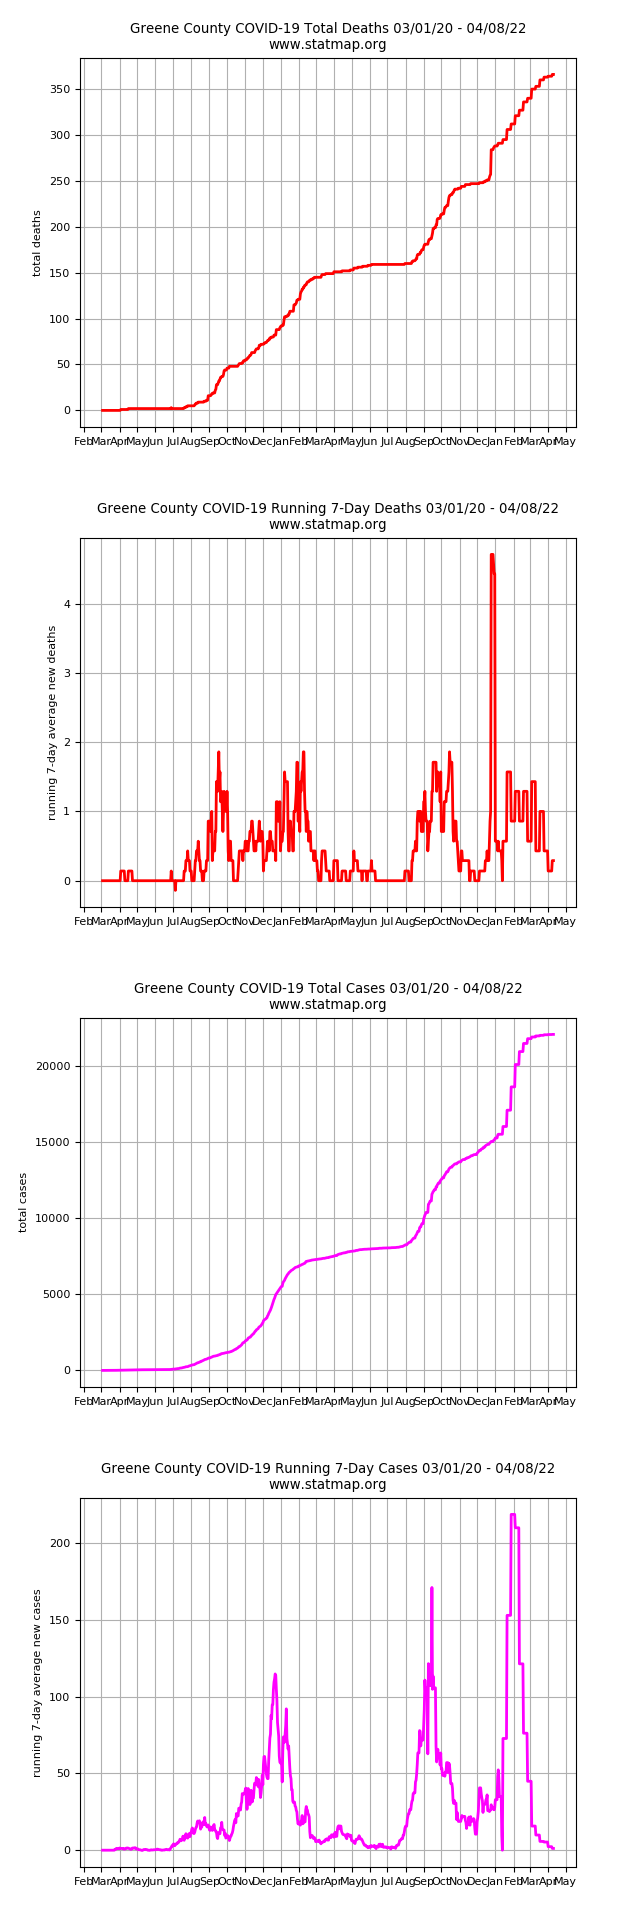 Greene County COVID-19 Total Deaths 03/01/20 - 04/08/22
www.statmap.org
350
300
250
200
150
100
50
0
total deaths
Feb Mar Apr May Jun Jul Aug Sep Oct Nov Dec Jan Feb Mar Apr May Jun Jul Aug Sep Oct Nov Dec Jan Feb Mar Apr May
Greene County COVID-19 Running 7-Day Deaths 03/01/20 - 04/08/22
www.statmap.org
4
3
2
1
0
running 7-day average new deaths
Feb Mar Apr May Jun Jul Aug Sep Oct Nov Dec Jan Feb Mar Apr May Jun Jul Aug Sep Oct Nov Dec Jan Feb Mar Apr May
Greene County COVID-19 Total Cases 03/01/20 - 04/08/22
www.statmap.org
20000
15000
10000
5000
0
total cases
Feb Mar Apr May Jun Jul Aug Sep Oct Nov Dec Jan Feb Mar Apr May Jun Jul Aug Sep Oct Nov Dec Jan Feb Mar Apr May
Greene County COVID-19 Running 7-Day Cases 03/01/20 - 04/08/22
www.statmap.org
200
150
100
50
0
running 7-day average new cases
Feb Mar Apr May Jun Jul Aug Sep Oct Nov Dec Jan Feb Mar Apr May Jun Jul Aug Sep Oct Nov Dec Jan Feb Mar Apr May